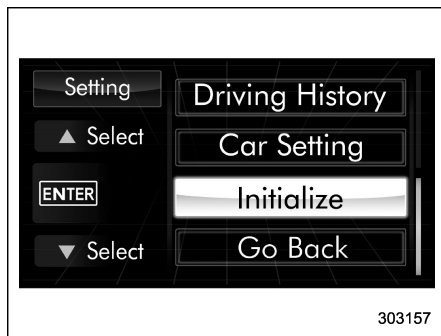 Setting
▲ Select
ENTER
▼ Select
Driving History
Car Setting
Initialize
Go Back
303157